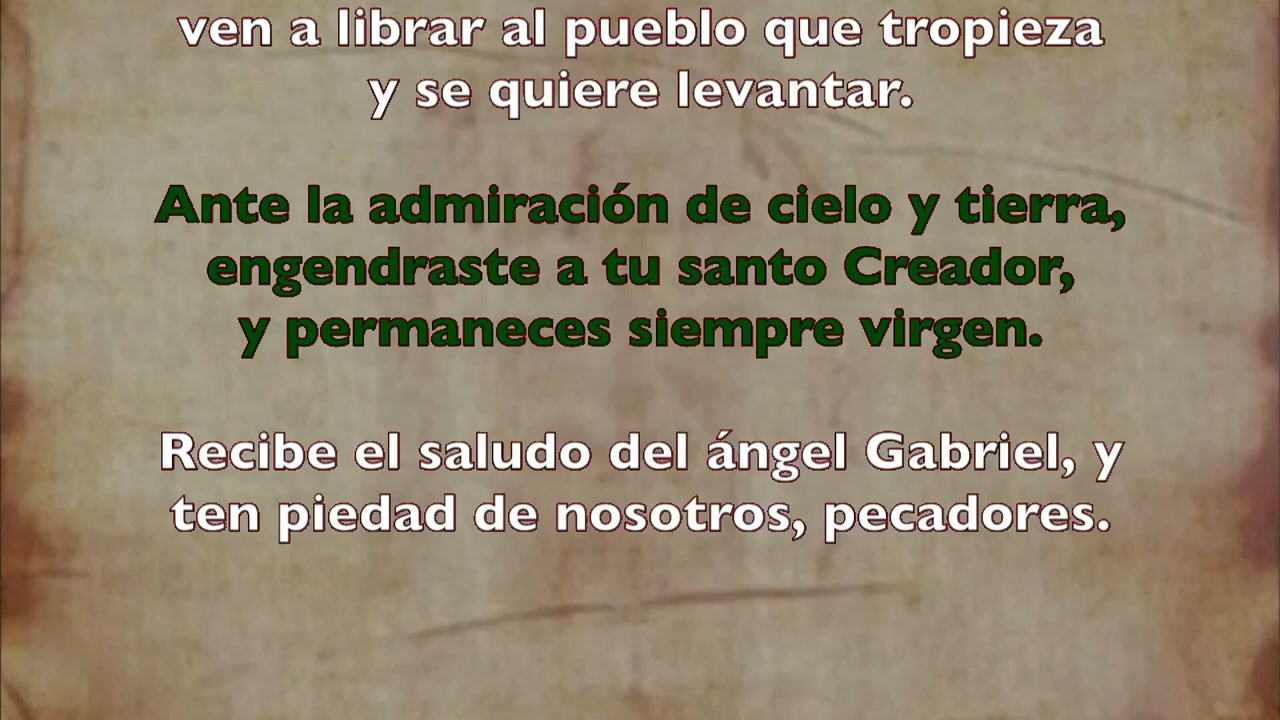 ven a librar al pueblo que tropieza
y se quiere levantar.
Ante la admiración de cielo y tierra,
engendraste a tu santo Creador,
y permaneces siempre virgen.
Recibe el saludo del ángel Gabriel, y
ten piedad de nosotros, pecadores.